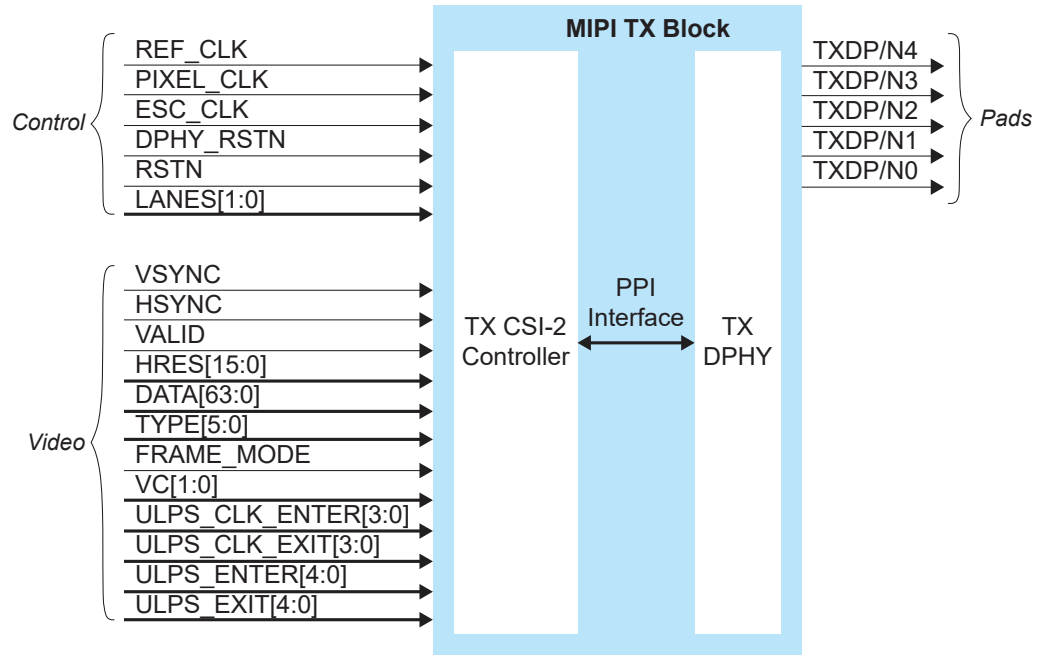 MIPI TX Block
Control
REF_CLK
PIXEL_CLK
ESC_CLK
DPHY_RSTN
RSTN
LANES[1:0]
Video
VSYNC
HSYNC
VALID
HRES[15:0]
DATA[63:0]
TYPE[5:0]
FRAME_MODE
VC[1:0]
ULPS_CLK_ENTER[3:0]
ULPS_CLK_EXIT[3:0]
ULPS_ENTER[4:0]
ULPS_EXIT[4:0]
TX CSI-2
Controller
PPI
Interface
TX
DPHY
TXDP/N4
TXDP/N3
TXDP/N2
TXDP/N1
TXDP/N0
Pads